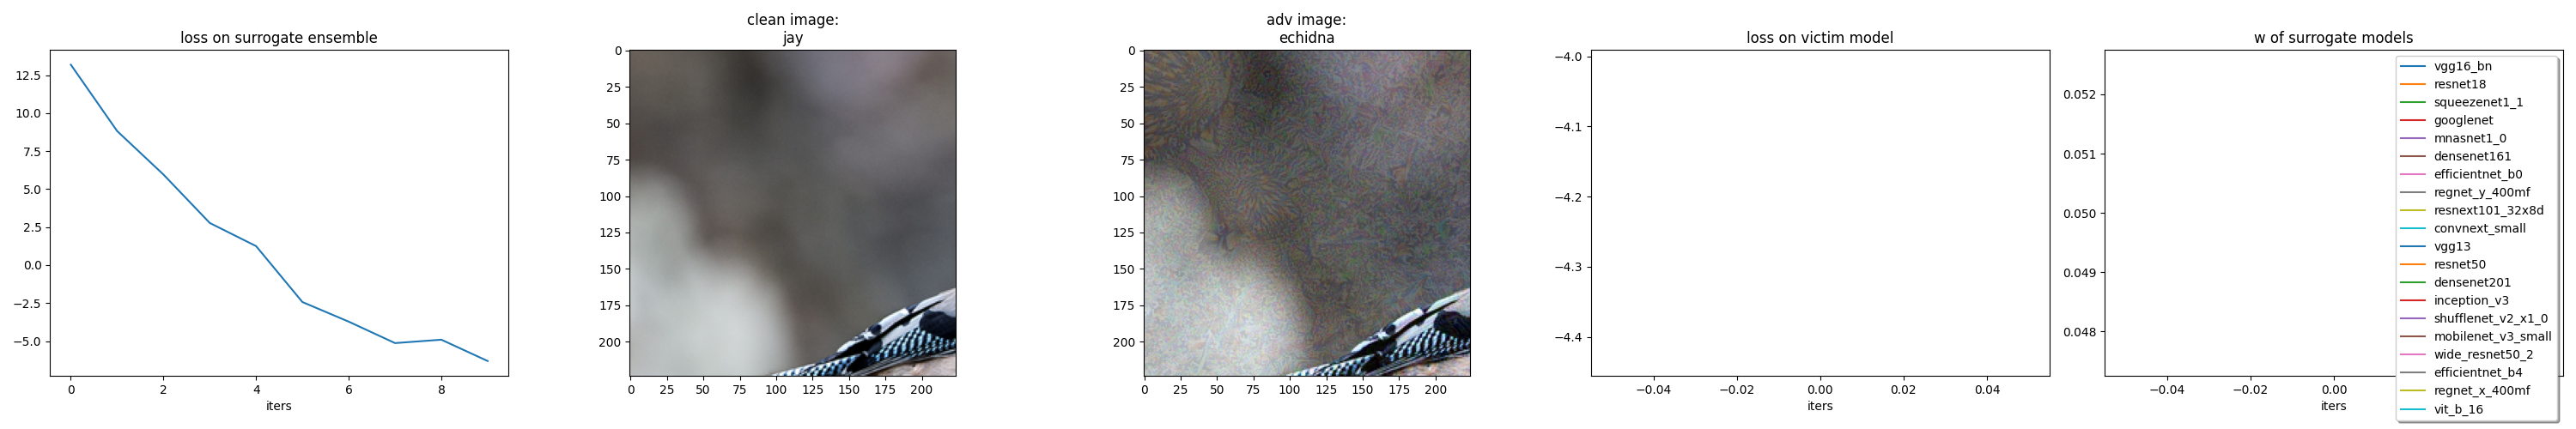 loss on surrogate ensemble
12.5
10.0
7.5
5.0
2.5
0.0
−2.5
−5.0
0 2 4 6 8
iters
clean image:
jay
0
25
50
75
100
125
150
175
200
0 25 50 75 100 125 150 175 200
adv image:
echidna
0
25
50
75
100
125
150
175
200
0 25 50 75 100 125 150 175 200
loss on victim model
−4.0
−4.1
−4.2
−4.3
−4.4
−0.04 −0.02 0.00 0.02 0.04
iters
w of surrogate models
0.052
0.051
0.050
0.049
0.048
−0.04 −0.02 0.00
iters
vgg16_bn
resnet18
squeezenet1_1
googlenet
mnasnet1_0
densenet161
efficientnet_b0
regnet_y_400mf
resnext101_32x8d
convnext_small
vgg13
resnet50
densenet201
inception_v3
shufflenet_v2_x1_0
mobilenet_v3_small
wide_resnet50_2
efficientnet_b4
regnet_x_400mf
vit_b_16